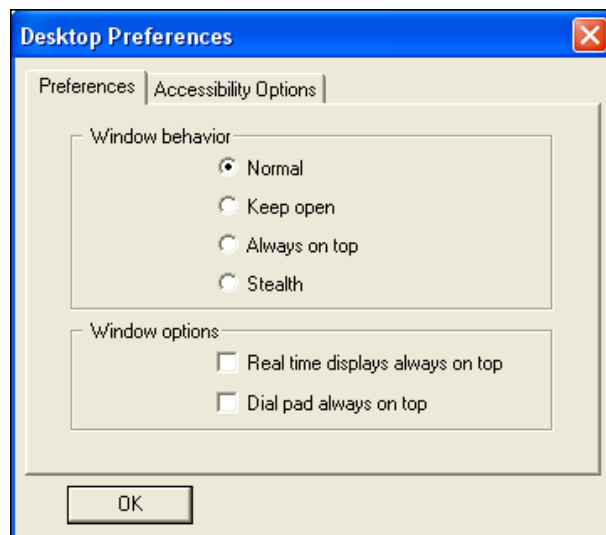 Desktop Preferences
Preferences
Accessibility Options
Window behavior
Normal
Keep open
Always on top
Stealth
Window options
Real time displays always on top
Dial pad always on top
OK